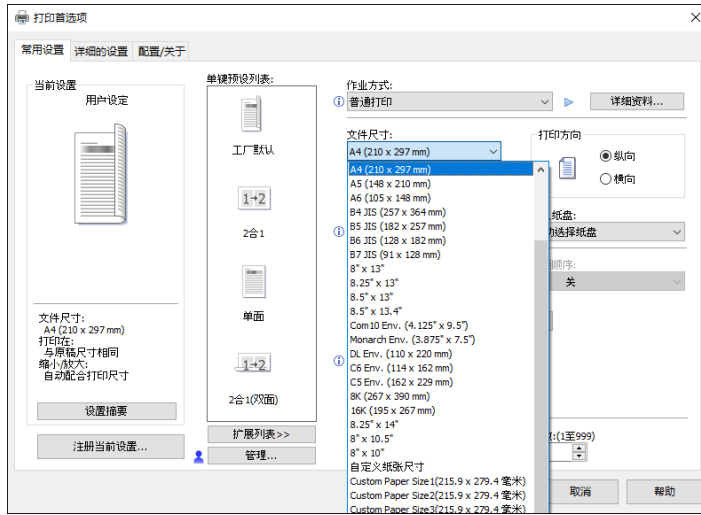 打印首选项
常用设置 详细的设置 配置/关于
当前设置
用户设定
文件尺寸:
A4 (210 x 297 mm)
打印在:
与原稿尺寸相同
缩小/放大:
自动配合打印尺寸
设置摘要
注册当前设置...
单键预设列表:
工厂默认
1→2
2合1
单面
1→2
2合1(双面)
扩展列表>>
管理...
作业方式:
普通打印
详细资料...
文件尺寸:
A4 (210 x 297 mm)
打印方向
纵向
横向
A4 (210 x 297 mm)
A5 (148 x 210 mm)
A6 (105 x 148 mm)
B4 JIS (257 x 364 mm)
B5 JIS (182 x 257 mm)
B6 JIS (128 x 182 mm)
B7 JIS (91 x 128 mm)
8" x 13"
8.25" x 13"
8.5" x 13"
8.5" x 13.4"
Com10 Env. (4.125" x 9.5")
Monarch Env. (3.875" x 7.5")
DL Env. (110 x 220 mm)
C6 Env. (114 x 162 mm)
C5 Env. (162 x 229 mm)
8K (267 x 390 mm)
16K (195 x 267 mm)
8.25" x 14"
8" x 10.5"
8" x 10"
自定义纸张尺寸
Custom Paper Size1(215.9 x 279.4 毫米)
Custom Paper Size2(215.9 x 279.4 毫米)
Custom Paper Size3(215.9 x 279.4 毫米)
纸盘:
动选择纸盘
顺序:
关
:(1至999)
取消
帮助